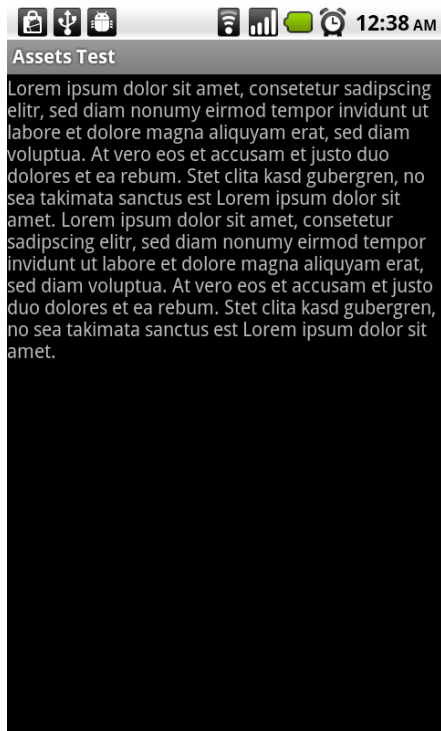 12:38 AM
Assets Test
Lorem ipsum dolor sit amet, consetetur sadipscing
elitr, sed diam nonumy eirmod tempor invidunt ut
labore et dolore magna aliquyam erat, sed diam
voluptua. At vero eos et accusam et justo duo
dolores et ea rebum. Stet clita kasd gubergren, no
sea takimata sanctus est Lorem ipsum dolor sit
amet. Lorem ipsum dolor sit amet, consetetur
sadipscing elitr, sed diam nonumy eirmod tempor
invidunt ut labore et dolore magna aliquyam erat,
sed diam voluptua. At vero eos et accusam et justo
duo dolores et ea rebum. Stet clita kasd gubergren,
no sea takimata sanctus est Lorem ipsum dolor sit
amet.